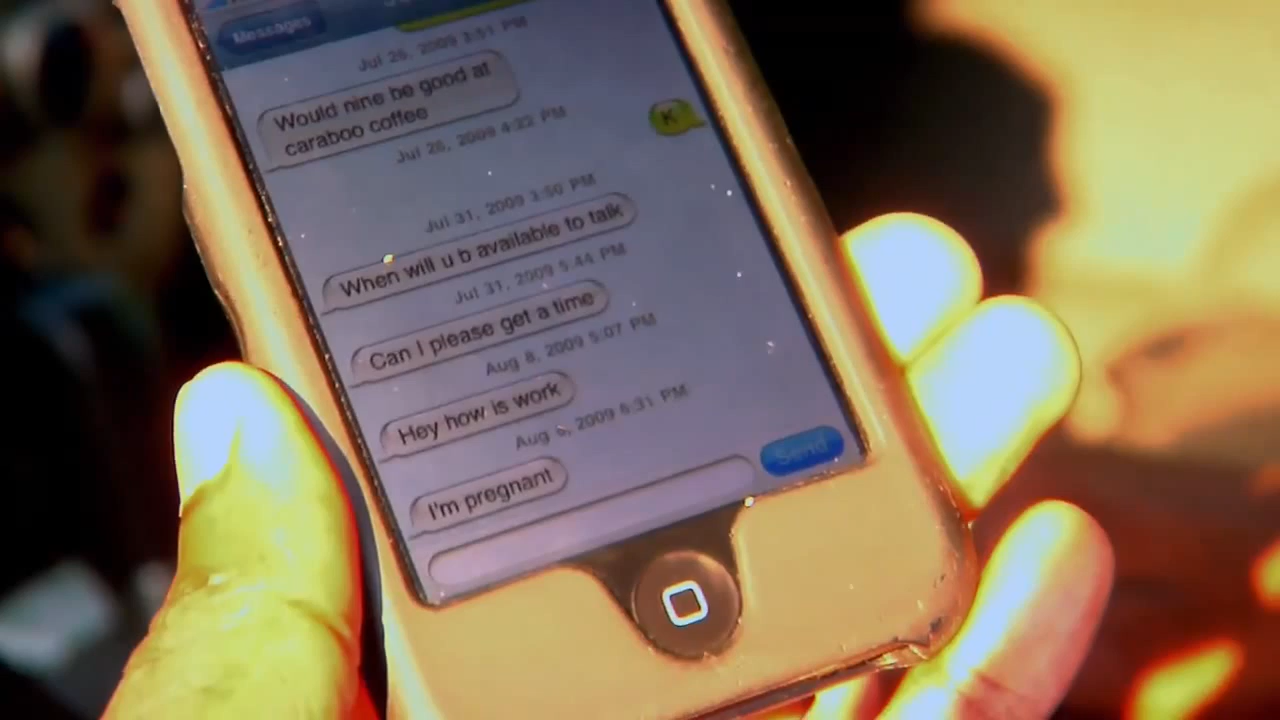 Messages
Jul 26, 2009 3:51 PM
Would nine be good at
caraboo coffee
Jul 26, 2009 4:22 PM
K
Jul 31, 2009 3:50 PM
When will u b available to talk
Jul 31, 2009 5:44 PM
Can I please get a time
Aug 8, 2009 5:07 PM
Hey how is work
Aug 2009 6:31 PM
I'm pregnant
Send